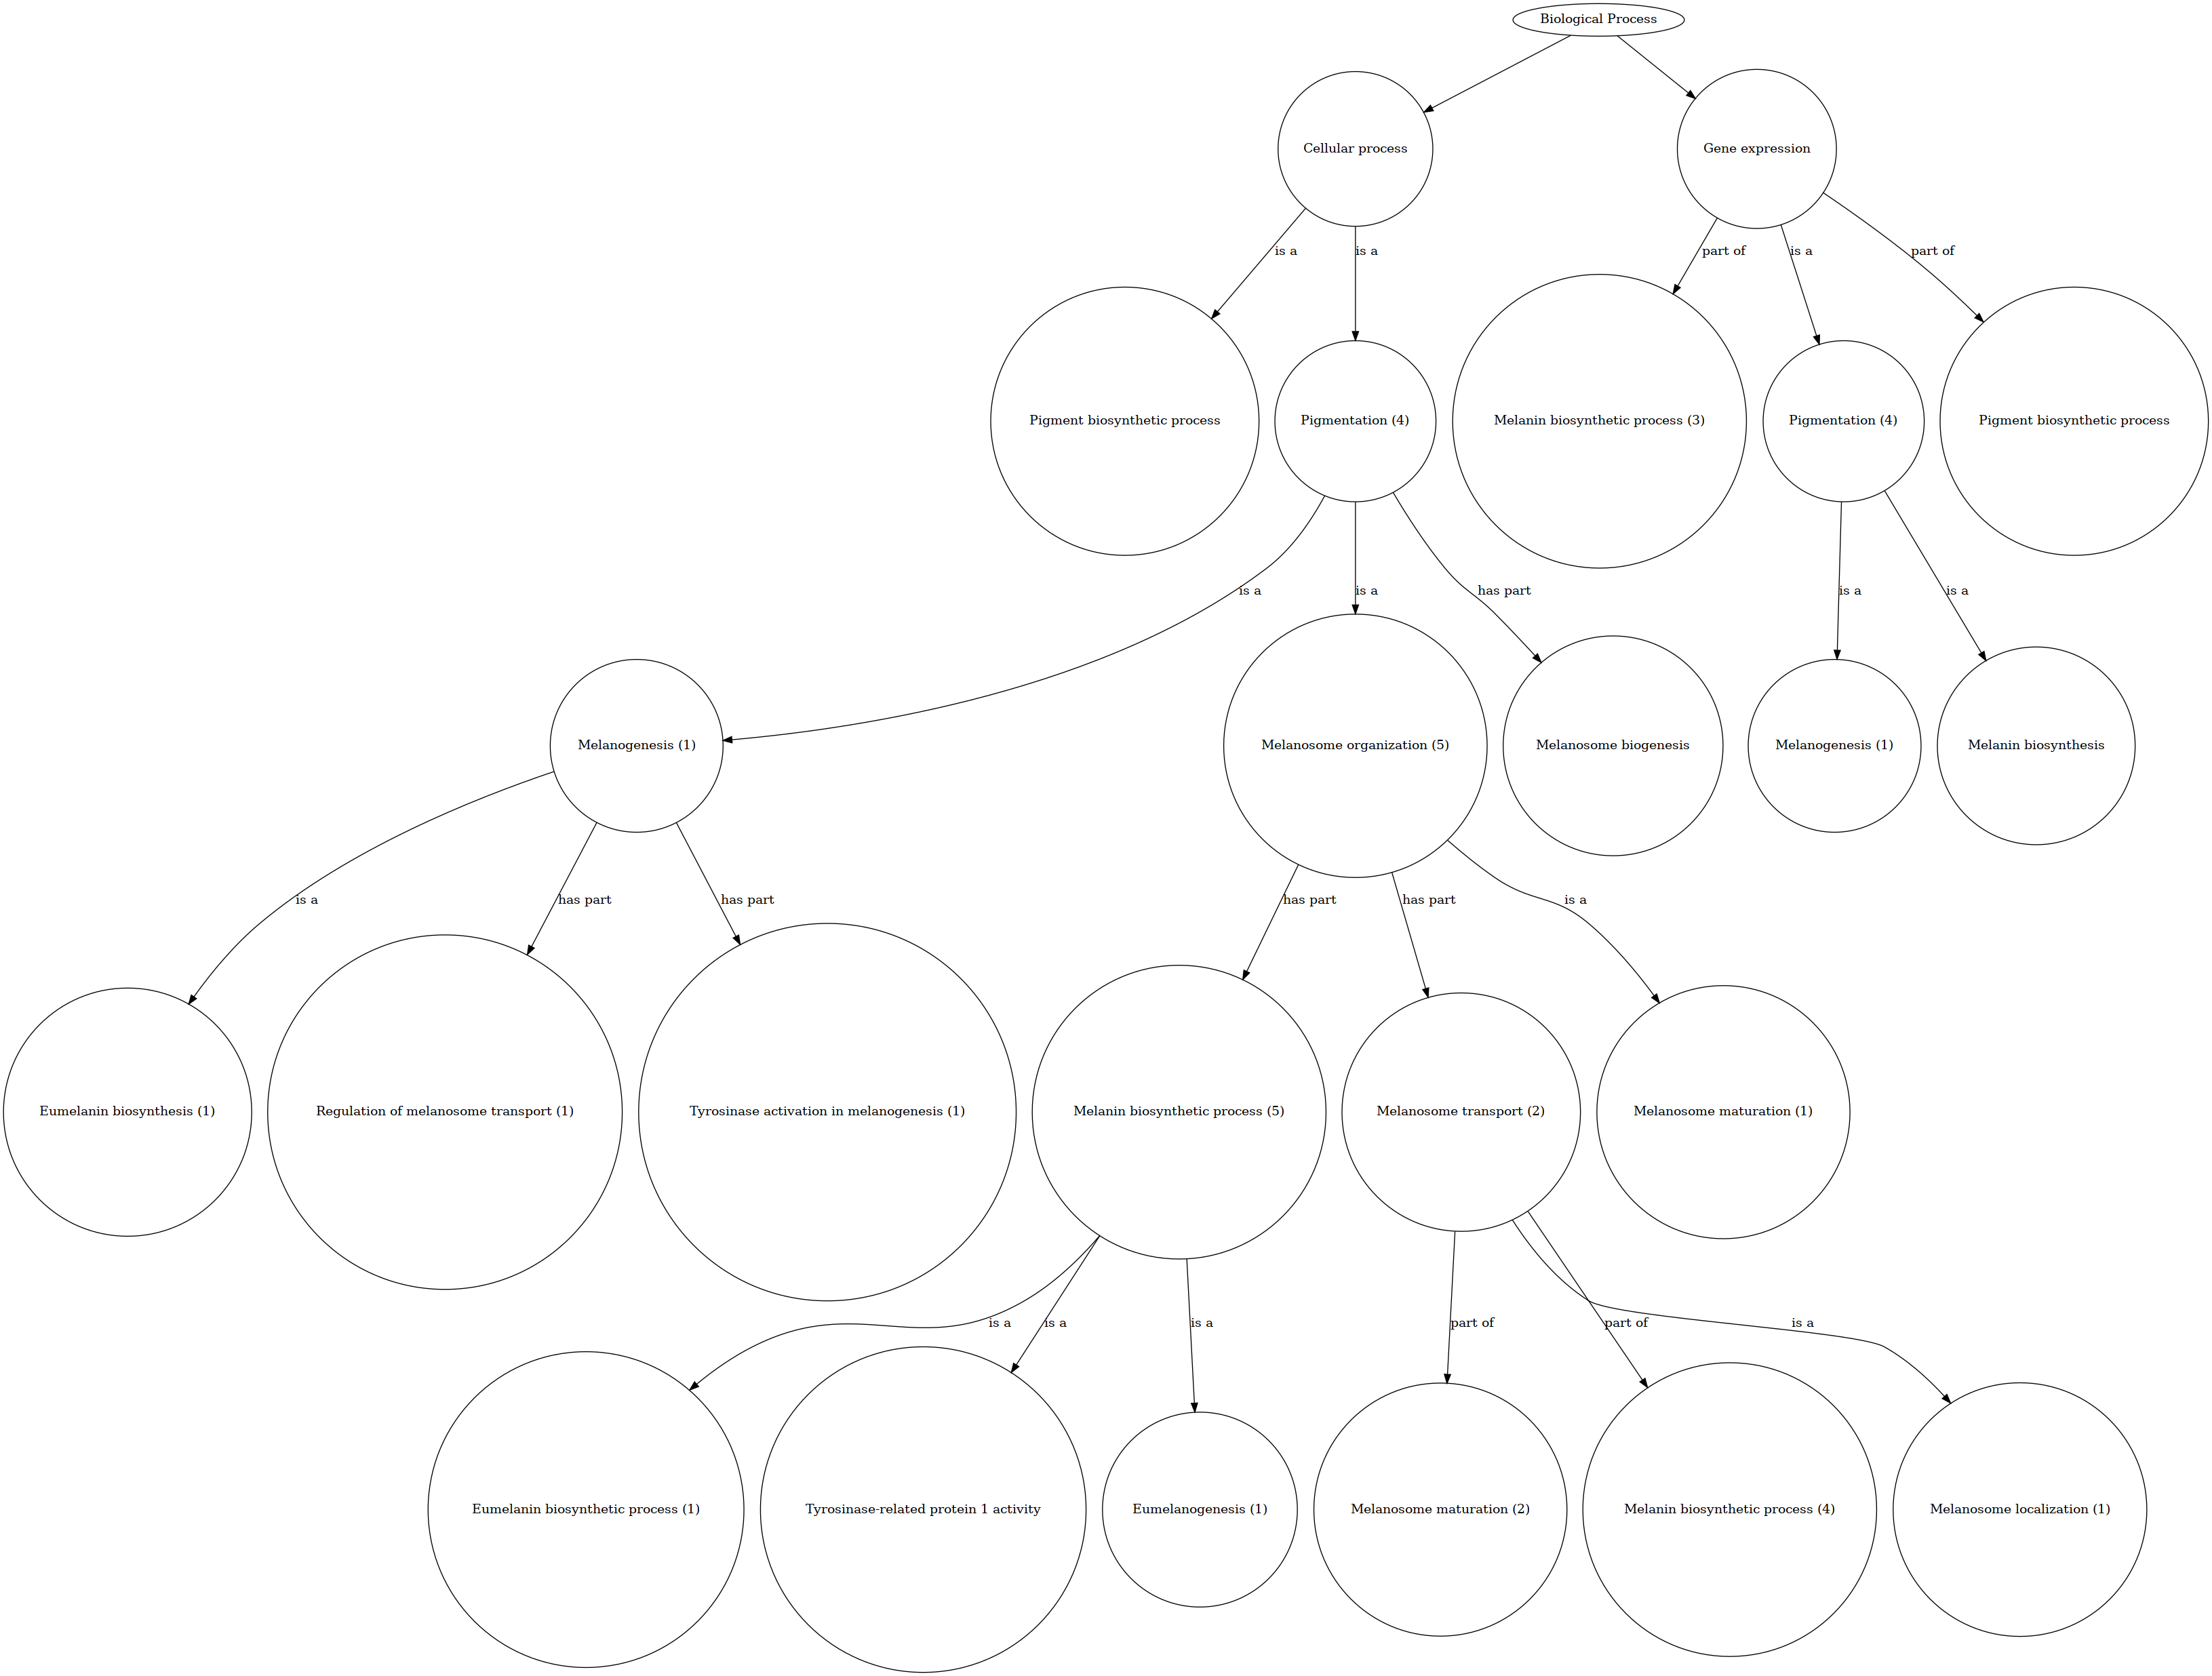 Biological Process
Cellular process
Gene expression
is a
is a
part of
is a
part of
Pigment biosynthetic process
Pigmentation (4)
Melanin biosynthetic process (3)
Pigmentation (4)
Pigment biosynthetic process
is a
is a
has part
is a
is a
Melanogenesis (1)
Melanosome organization (5)
Melanosome biogenesis
Melanogenesis (1)
Melanin biosynthesis
is a
has part
has part
has part
has part
is a
Eumelanin biosynthesis (1)
Regulation of melanosome transport (1)
Tyrosinase activation in melanogenesis (1)
Melanin biosynthetic process (5)
Melanosome transport (2)
Melanosome maturation (1)
is a
is a
is a
part of
part of
is a
Eumelanin biosynthetic process (1)
Tyrosinase-related protein 1 activity
Eumelanogenesis (1)
Melanosome maturation (2)
Melanin biosynthetic process (4)
Melanosome localization (1)